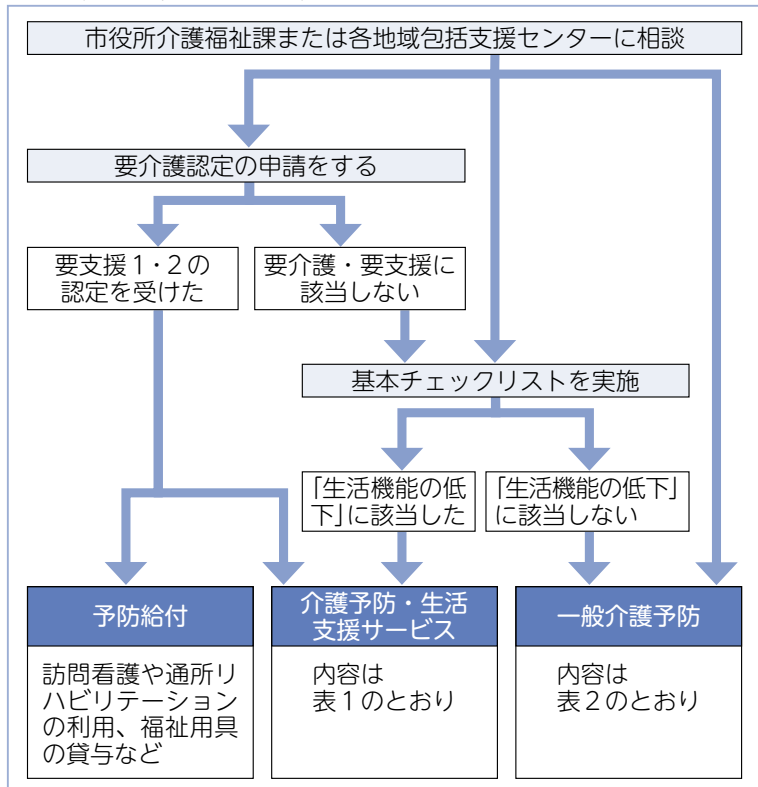 市役所介護福祉課または各地域包括支援センターに相談
要介護認定の申請をする
要支援1・2の
認定を受けた
要介護・要支援に
該当しない
基本チェックリストを実施
「生活機能の低
下」に該当した
「生活機能の低下」
に該当しない
予防給付
訪問看護や通所リ
ハビリテーション
の利用、福祉用具
の貸与など
介護予防・生活
支援サービス
内容は
表1のとおり
一般介護予防
内容は
表2のとおり